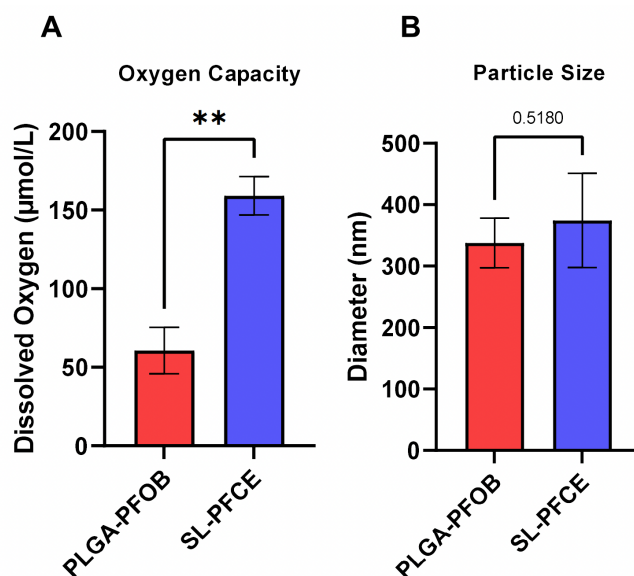 A
Oxygen Capacity
**
Dissolved Oxygen (μmol/L)
200
150
100
50
0
PLGA-PFOB
SL-PFCE
B
Particle Size
0.5180
Diameter (nm)
500
400
300
200
100
0
PLGA-PFOB
SL-PFCE